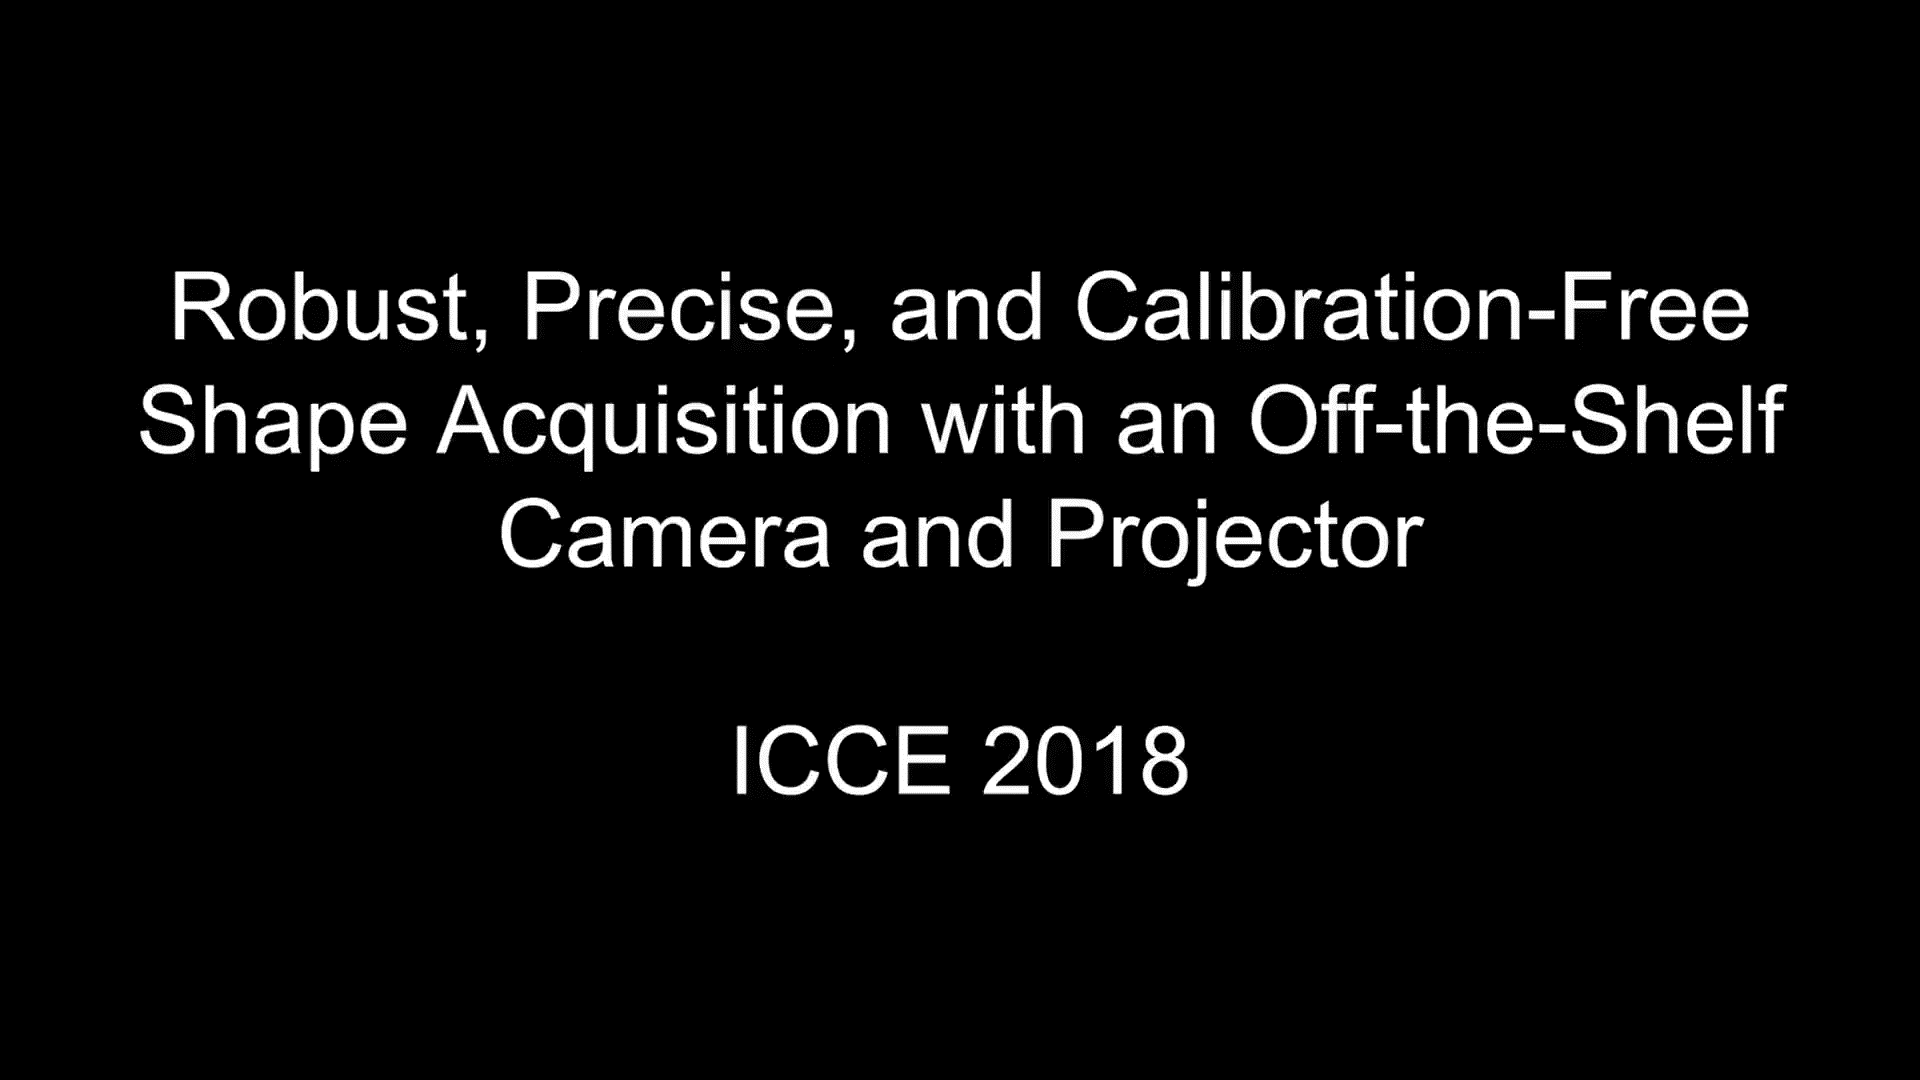 Robust, Precise, and Calibration-Free
Shape Acquisition with an Off-the-Shelf
Camera and Projector
ICCE 2018